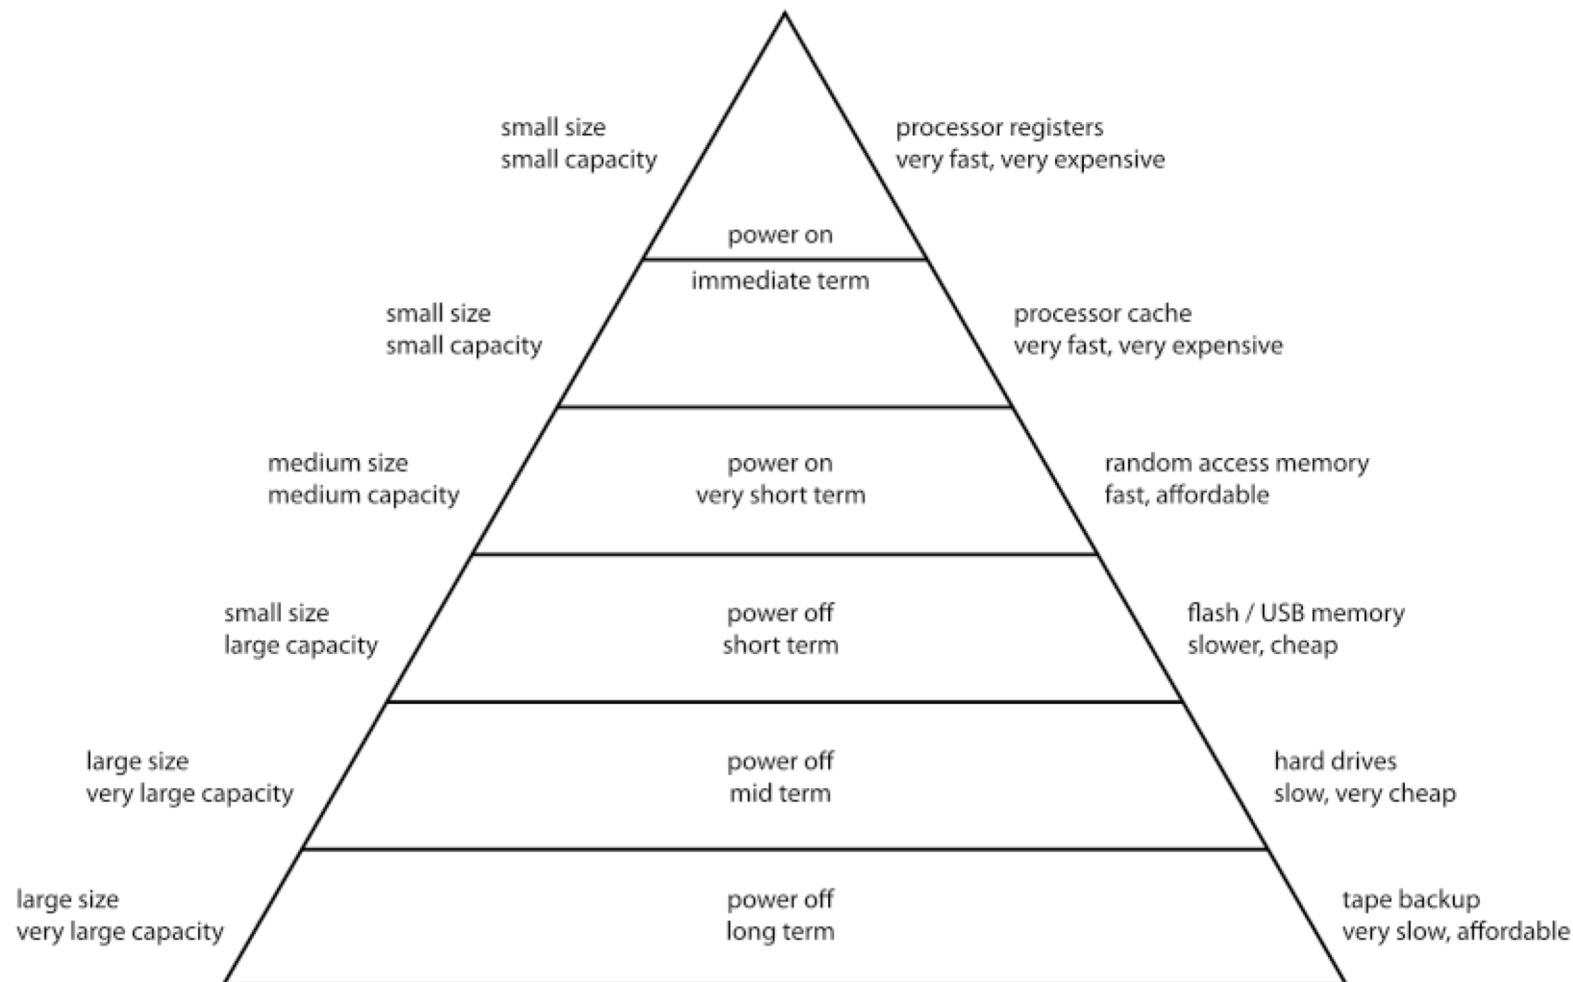 small size
small capacity
processor registers
very fast, very expensive
power on
immediate term
small size
small capacity
processor cache
very fast, very expensive
medium size
medium capacity
power on
very short term
random access memory
fast, affordable
small size
large capacity
power off
short term
flash / USB memory
slower, cheap
large size
very large capacity
power off
mid term
hard drives
slow, very cheap
large size
very large capacity
power off
long term
tape backup
very slow, affordable